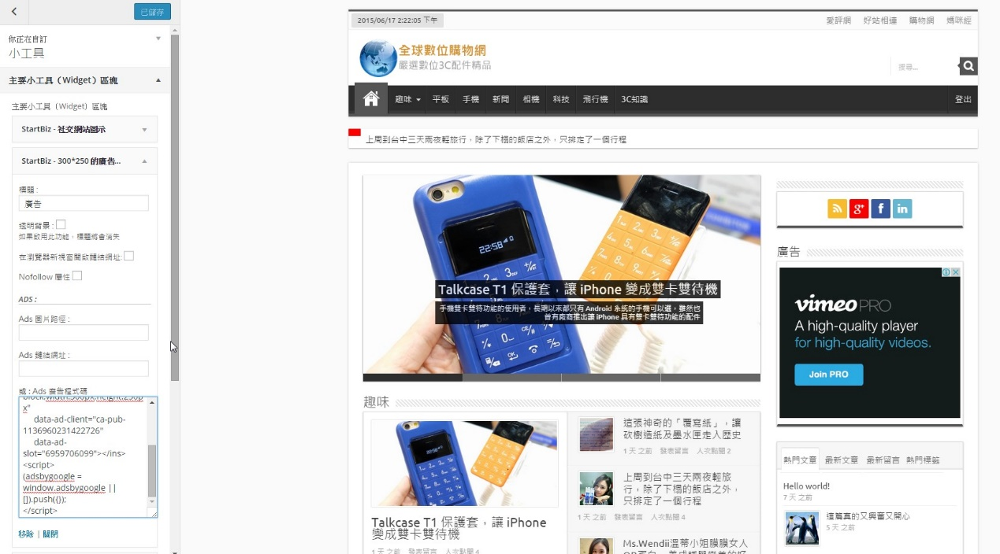 已儲存
你正在自訂
小工具
主要小工具（Widget）區塊
主要小工具（Widget）區塊
StartBiz - 社交網站圖示
StartBiz - 300*250 的廣告...
標題 :
廣告
透明背景 :
如果啟用此功能，標題將會消失
在瀏覽器新視窗開啟鏈結網址:
Nofollow 屬性
ADS :
Ads 圖片路徑 :
Ads 鏈結網址 :
或 : Ads 廣告程式碼
block;width:300px;height:250p
x"
data-ad-client="ca-pub-
1136960231422726"
data-ad-
slot="6959706099"></ins>
<script>
(adsbygoogle =
window.adsbygoogle ||
[]).push({});
</script>
移除 | 關閉
2015/06/17 2:22:05 下午
愛評網 好站相連 購物網 媽咪經
全球數位購物網
嚴選數位3C配件精品
搜尋...
趣味 平板 手機 新聞 相機 科技 飛行機 3C知識 登出
上周到台中三天兩夜輕旅行，除了下榻的飯店之外，只排定了一個行程
22:58
Talkcase T1 保護套，讓 iPhone 變成雙卡雙待機
手機雙卡雙待功能的使用者，長期以來都只有 Android 系統的手機可以選，雖然也
曾有廠商推出讓 iPhone 具有雙卡雙待功能的配件
趣味
Talkcase T1 保護套，讓 iPhone
變成雙卡雙待機
1 天 之前 發表留言 人次點閱 4
這張神奇的「覆寫紙」，讓
砍樹造紙及墨水匣走入歷史
1 天 之前 發表留言 人次點閱 2
上周到台中三天兩夜輕旅
行，除了下榻的飯店之外，
只排定了一個行程
1 天 之前 發表留言 人次點閱 4
Ms.Wendii溫蒂小姐膜膜女人
g+ f in
廣告
vimeo PRO
A high-quality player
for high-quality videos.
Join PRO
熱門文章 最新文章 最新留言 熱門標籤
Hello world!
7 天 之前
這篇真的又興奮又開心
5 天 之前